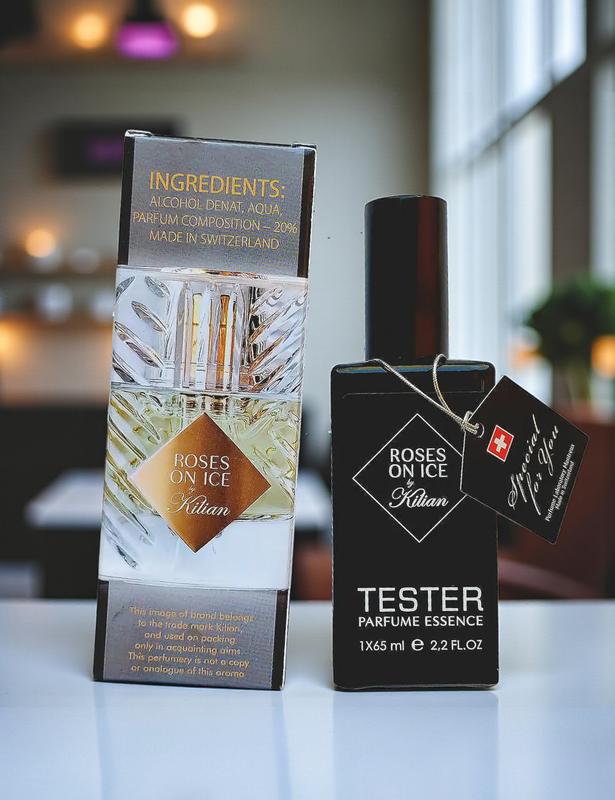 INGREDIENTS:
ALCOHOL DENAT, AQUA,
PARFUM COMPOSITION – 20%
MADE IN SWITZERLAND
ROSES
ON ICE
by
Kilian
This image of brand belongs
to the trade mark Kilian,
and used on packing
only in acquainting aims
This perfumery is not a copy
or analogue of this aroma
ROSES
ON ICE
by
Kilian
TESTER
PARFUME ESSENCE
1X65 ml e 2,2 FL.OZ
Special
for You
Made in Switzerland